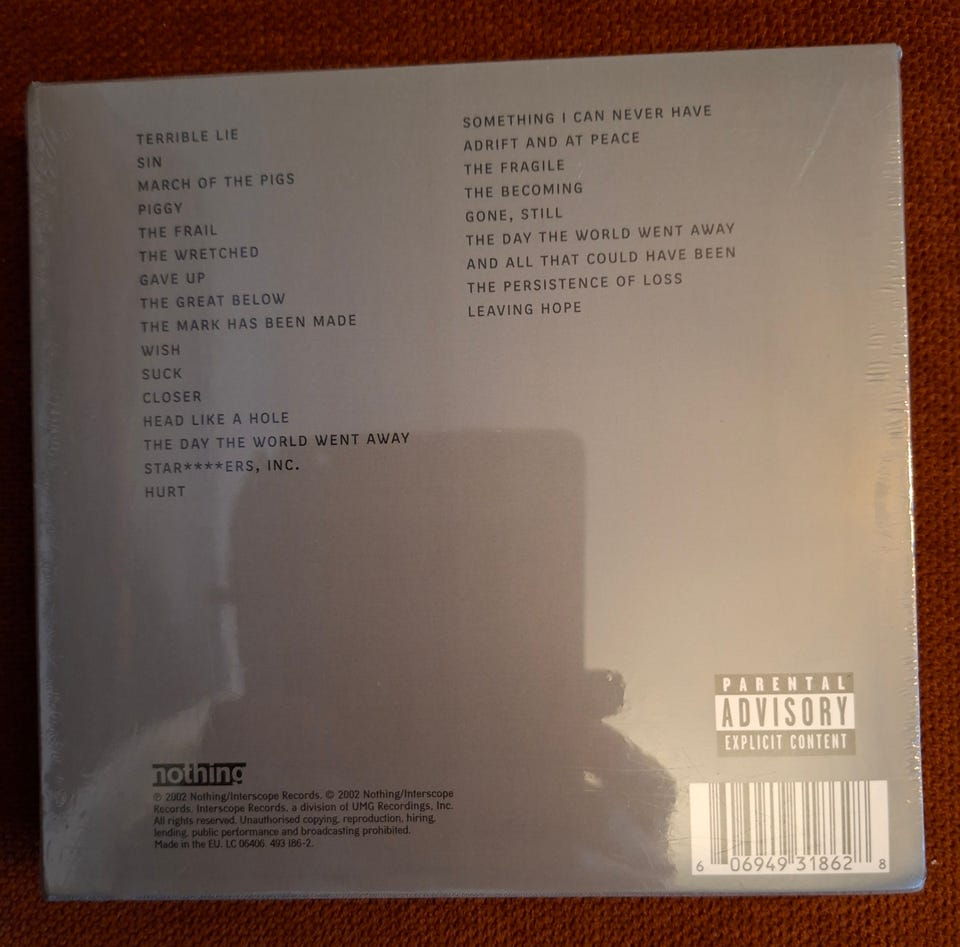 TERRIBLE LIE
SIN
MARCH OF THE PIGS
PIGGY
THE FRAIL
THE WRETCHED
GAVE UP
THE GREAT BELOW
THE MARK HAS BEEN MADE
WISH
SUCK
CLOSER
HEAD LIKE A HOLE
THE DAY THE WORLD WENT AWAY
STAR****ERS, INC.
HURT
SOMETHING I CAN NEVER HAVE
ADRIFT AND AT PEACE
THE FRAGILE
THE BECOMING
GONE, STILL
THE DAY THE WORLD WENT AWAY
AND ALL THAT COULD HAVE BEEN
THE PERSISTENCE OF LOSS
LEAVING HOPE
nothing
℗ 2002 Nothing/Interscope Records. © 2002 Nothing/Interscope
Records. Interscope Records, a division of UMG Recordings, Inc.
All rights reserved. Unauthorised copying, reproduction, hiring,
lending, public performance and broadcasting prohibited.
Made in the EU. LC 06406. 493 186-2.
PARENTAL
ADVISORY
EXPLICIT CONTENT
6 06949 31862 8